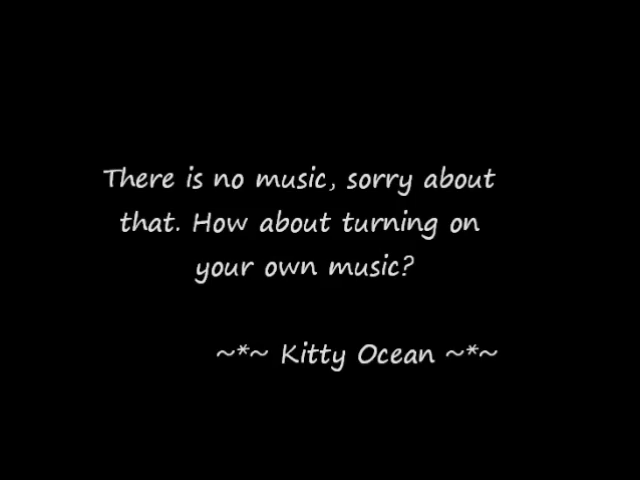 There is no music, sorry about
that. How about turning on
your own music?
~*~ Kitty Ocean ~*~